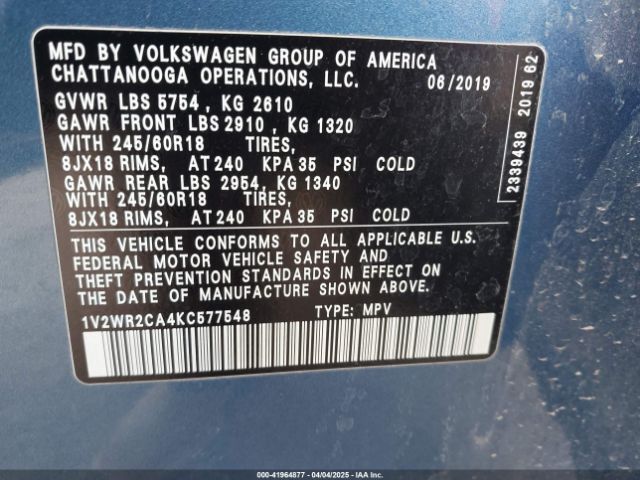 MFD BY VOLKSWAGEN GROUP OF AMERICA
CHATTANOOGA OPERATIONS, LLC. 06/2019
GVWR LBS 5754, KG 2610
GAWR FRONT LBS 2910, KG 1320
WITH 245/60R18 TIRES,
8JX18 RIMS, AT 240 KPA 35 PSI COLD
GAWR REAR LBS 2954, KG 1340
WITH 245/60R18 TIRES,
8JX18 RIMS, AT 240 KPA 35 PSI COLD
THIS VEHICLE CONFORMS TO ALL APPLICABLE U.S.
FEDERAL MOTOR VEHICLE SAFETY AND
THEFT PREVENTION STANDARDS IN EFFECT ON
THE DATE OF MANUFACTURE SHOWN ABOVE.
1V2WR2CA4KC577548 TYPE: MPV
2339439 2019 62
000-41964877 - 04/04/2025 - IAAI.COM